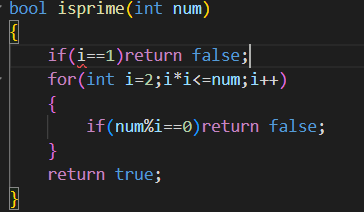 bool isprime(int num)
{
    if(i==1)return false;
    for(int i=2;i*i<=num;i++)
    {
        if(num%i==0)return false;
    }
    return true;
}